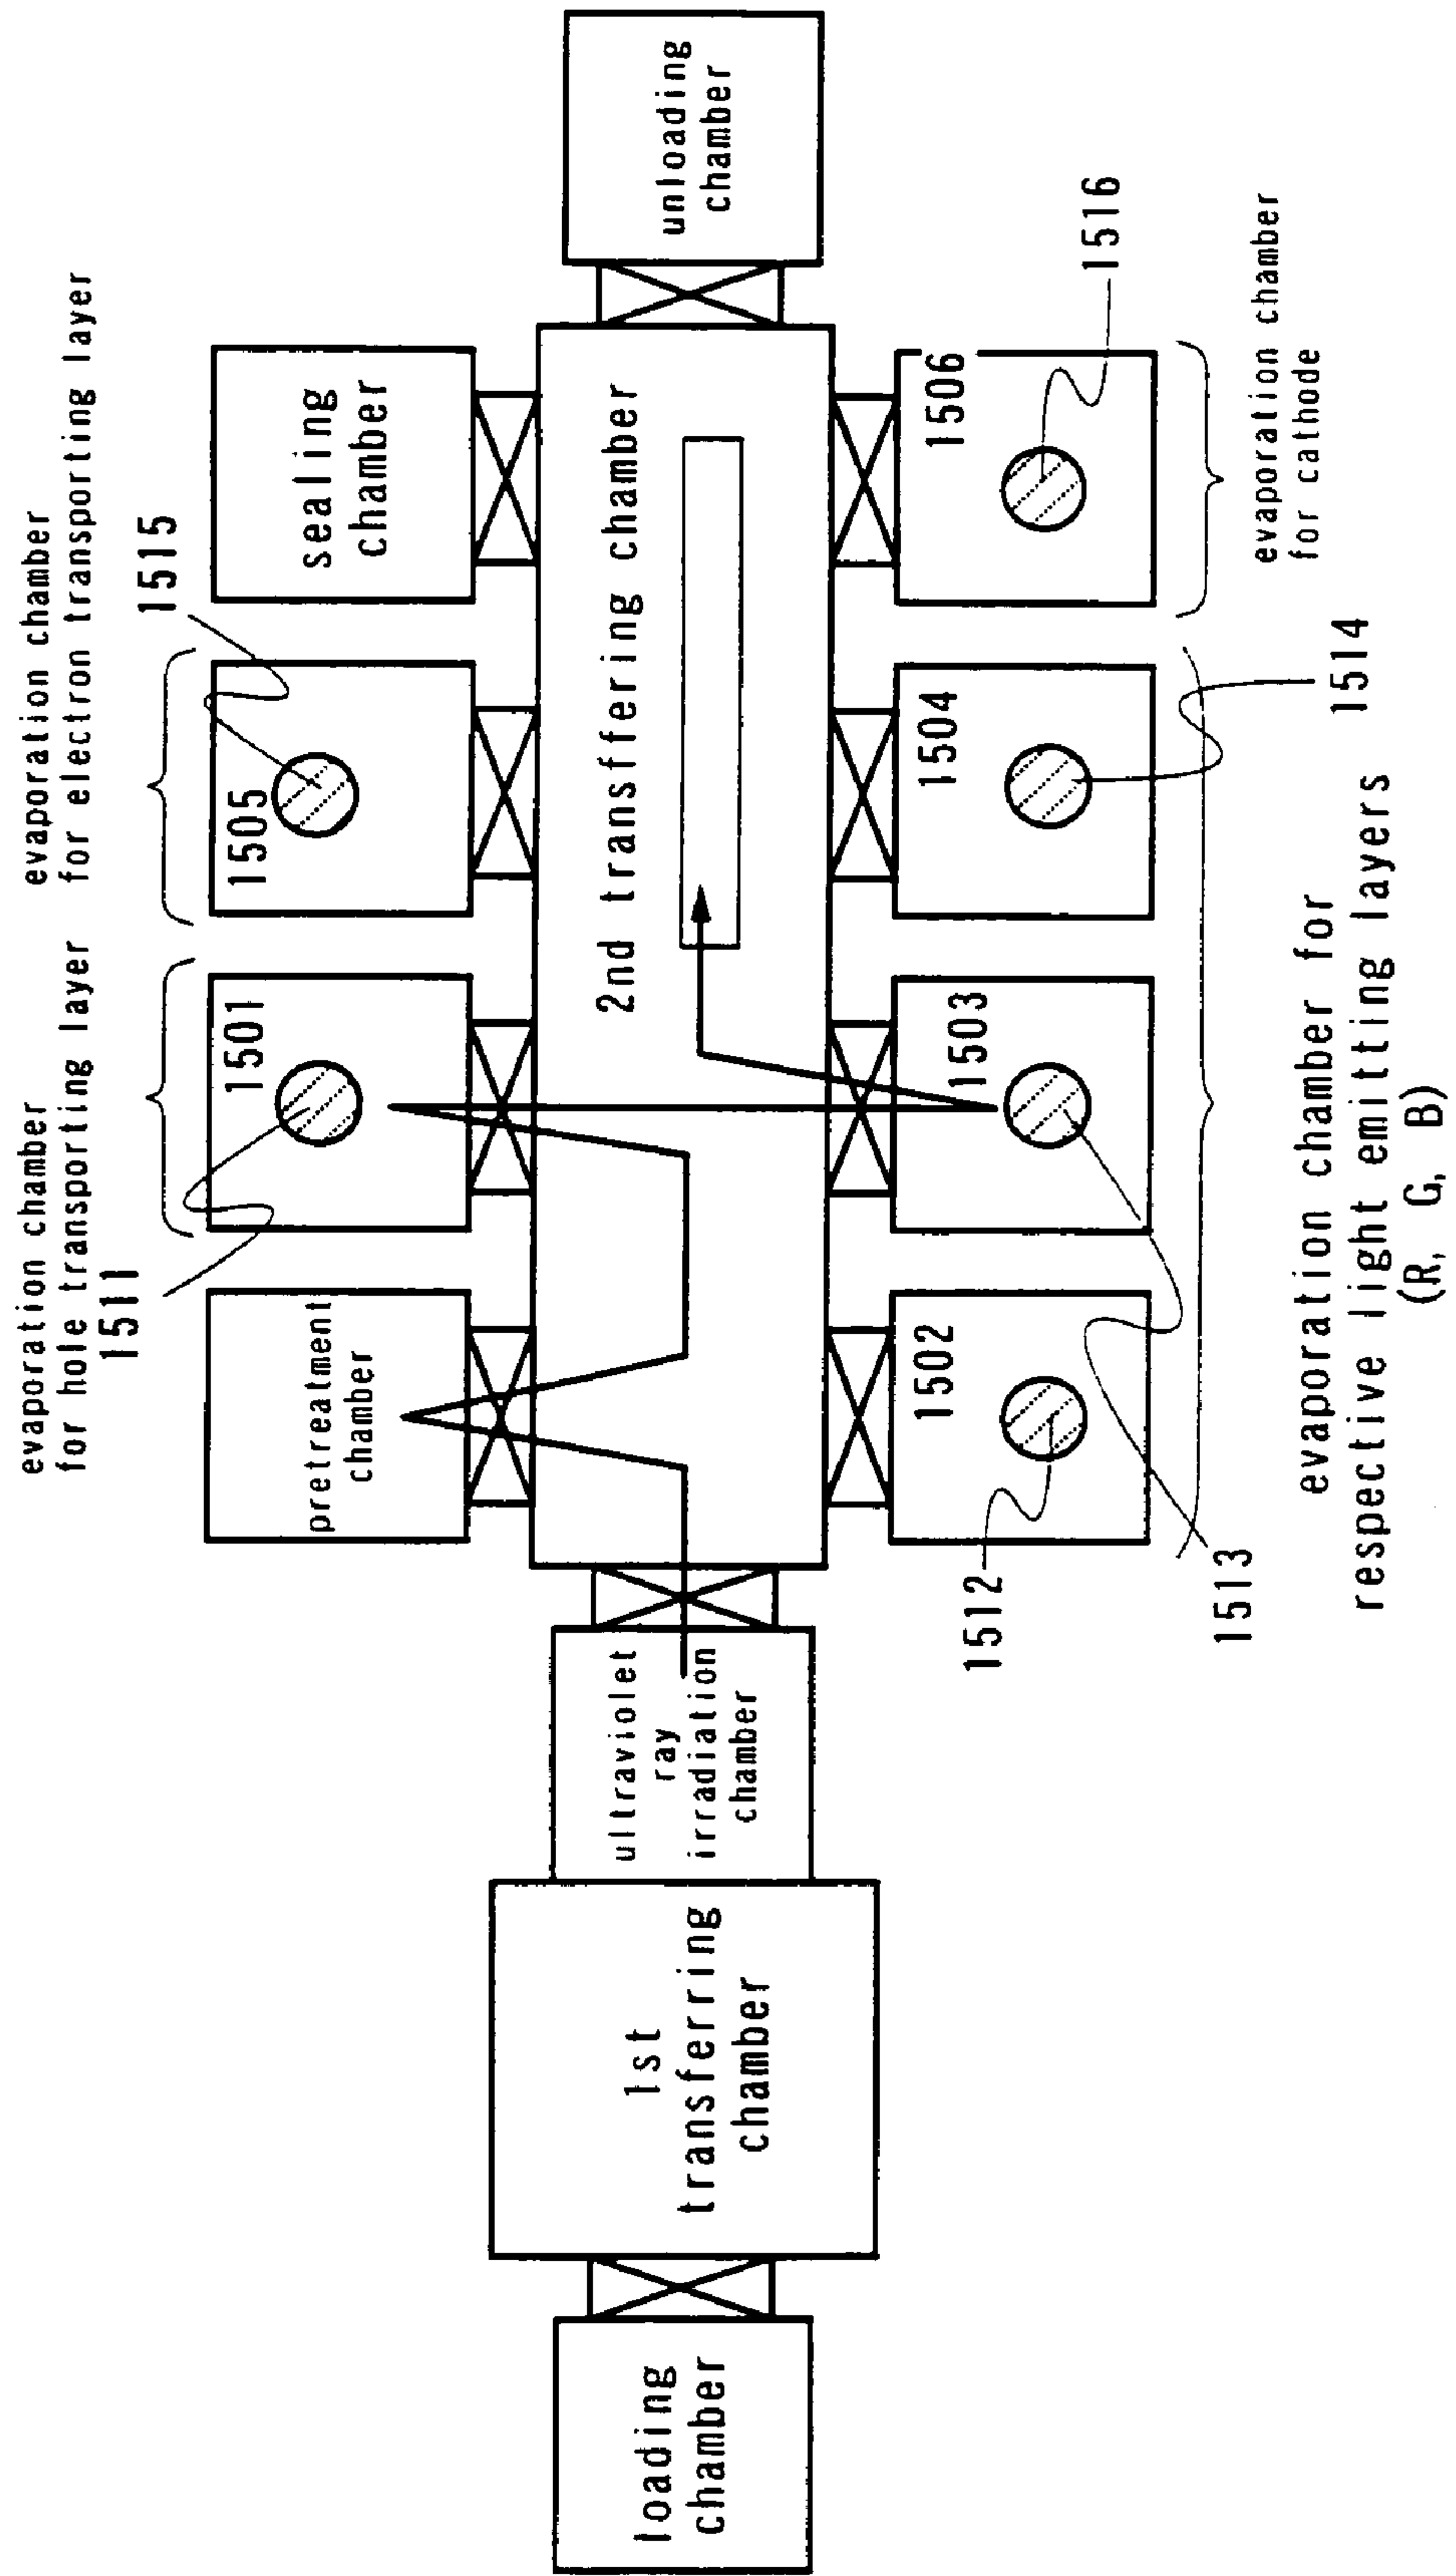 evaporation chamber
for hole transporting layer
1511
evaporation chamber
for electron transporting layer
1515
pretreatment
chamber
1501
1505
sealing
chamber
loading
chamber
1st
transferring
chamber
ultraviolet
ray
irradiation
chamber
2nd transffering chamber
unloading
chamber
1502
1503
1504
1506
1512
1513
1514
1516
evaporation chamber for
respective light emitting layers
(R, G, B)
evaporation chamber
for cathode